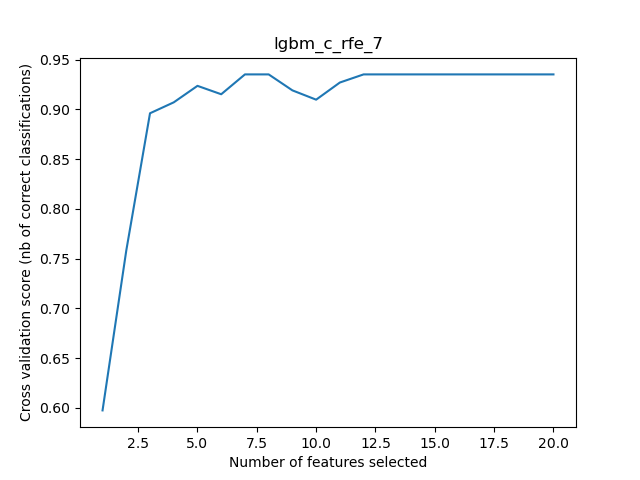 lgbm_c_rfe_7
Cross validation score (nb of correct classifications)
0.95
0.90
0.85
0.80
0.75
0.70
0.65
0.60
2.5 5.0 7.5 10.0 12.5 15.0 17.5 20.0
Number of features selected